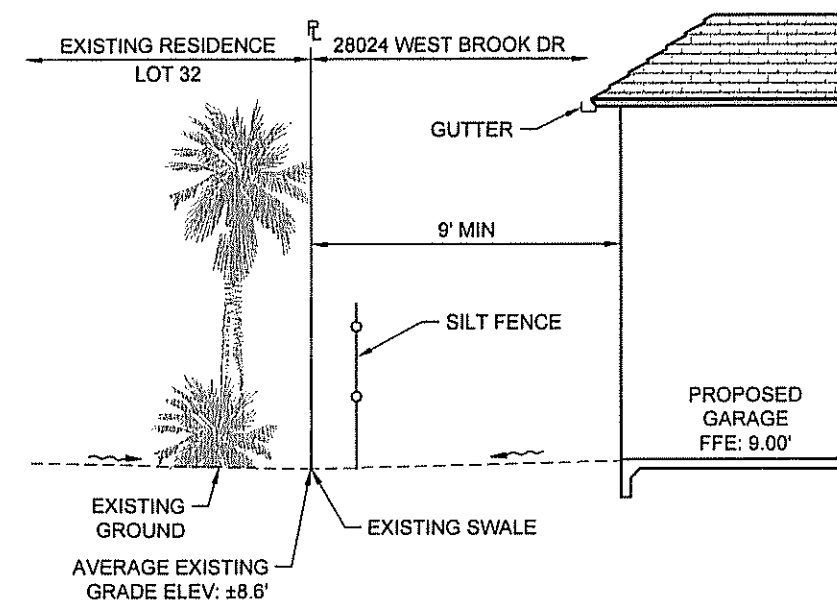 PL
EXISTING RESIDENCE
28024 WEST BROOK DR
LOT 32
GUTTER
9' MIN
SILT FENCE
PROPOSED
GARAGE
FFE: 9.00'
EXISTING
GROUND
EXISTING SWALE
AVERAGE EXISTING
GRADE ELEV: ±8.6'